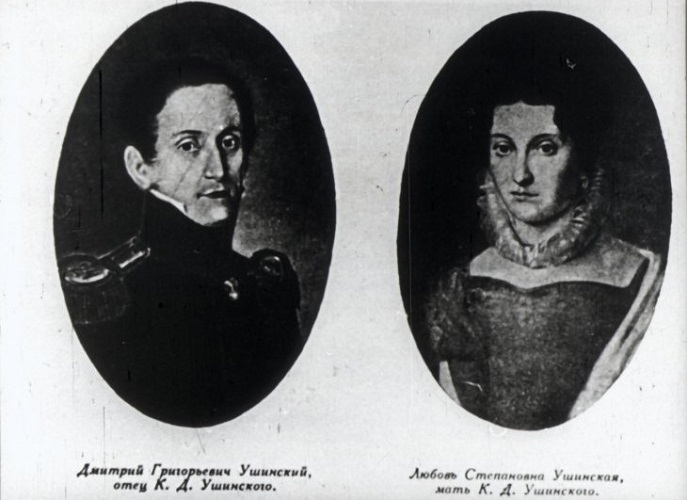 Дмитрий Григорьевич Ушинский,
отец К. Д. Ушинского.
Любовь Степановна Ушинская,
мать К. Д. Ушинского.